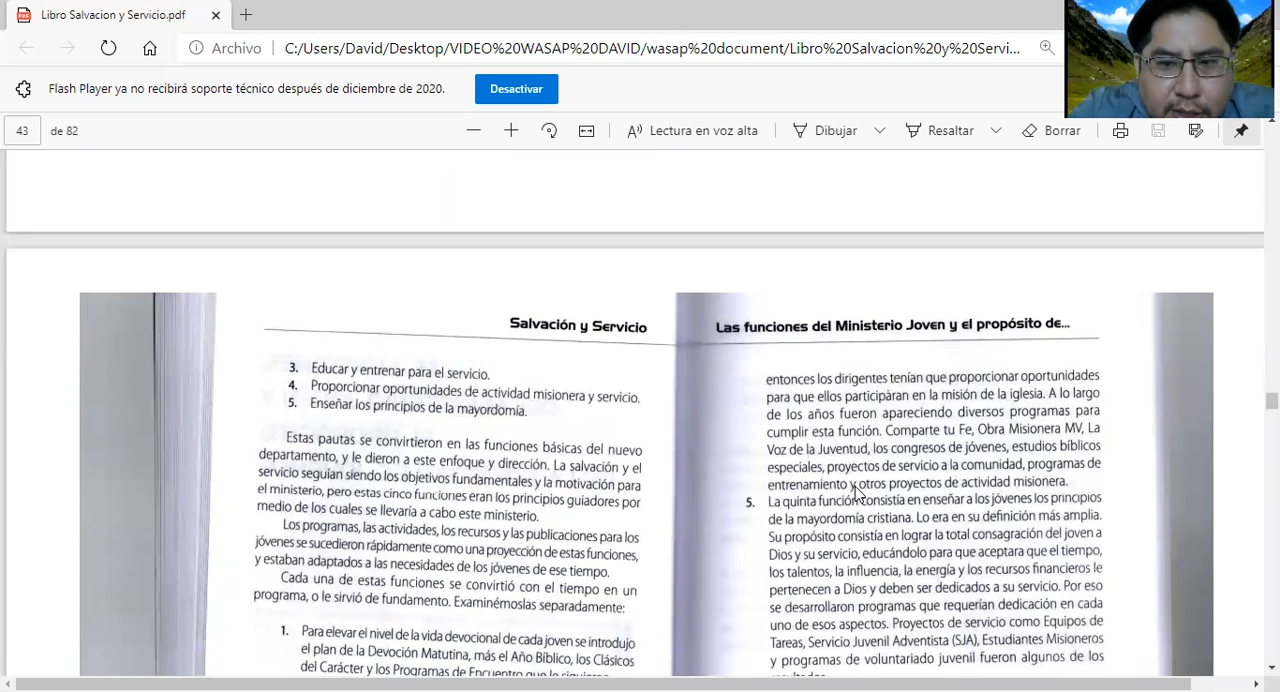 Libro Salvacion y Servicio.pdf
Archivo
C:/Users/David/Desktop/VIDEO%20WASAP%20DAVID/wasap%20document/Libro%20Salvacion%20y%20Servi...
Flash Player ya no recibirá soporte técnico después de diciembre de 2020.
Desactivar
43 de 82
Lectura en voz alta
Dibujar
Resaltar
Borrar
Salvación y Servicio
3. Educar y entrenar para el servicio.
4. Proporcionar oportunidades de actividad misionera y servicio.
5. Enseñar los principios de la mayordomía.
Estas pautas se convirtieron en las funciones básicas del nuevo
departamento, y le dieron a este enfoque y dirección. La salvación y el
servicio seguían siendo los objetivos fundamentales y la motivación para
el ministerio, pero estas cinco funciones eran los principios guiadores por
medio de los cuales se llevaría a cabo este ministerio.
Los programas, las actividades, los recursos y las publicaciones para los
jóvenes se sucedieron rápidamente como una proyección de estas funciones,
y estaban adaptados a las necesidades de los jóvenes de ese tiempo.
Cada una de estas funciones se convirtió con el tiempo en un
programa, o le sirvió de fundamento. Examinémoslas separadamente:
1. Para elevar el nivel de la vida devocional de cada joven se introdujo
el plan de la Devoción Matutina, más el Año Bíblico, los Clásicos
del Carácter y los Programas de Encuentro que le siguieron
Las funciones del Ministerio Joven y el propósito de...
entonces los dirigentes tenían que proporcionar oportunidades
para que ellos participaran en la misión de la iglesia. A lo largo
de los años fueron apareciendo diversos programas para
cumplir esta función. Comparte tu Fe, Obra Misionera MV, La
Voz de la Juventud, los congresos de jóvenes, estudios bíblicos
especiales, proyectos de servicio a la comunidad, programas de
entrenamiento y otros proyectos de actividad misionera.
5. La quinta función consistía en enseñar a los jóvenes los principios
de la mayordomía cristiana. Lo era en su definición más amplia.
Su propósito consistía en lograr la total consagración del joven a
Dios y su servicio, educándolo para que aceptara que el tiempo,
los talentos, la influencia, la energía y los recursos financieros le
pertenecen a Dios y deben ser dedicados a su servicio. Por eso
se desarrollaron programas que requerían dedicación en cada
uno de esos aspectos. Proyectos de servicio como Equipos de
Tareas, Servicio Juvenil Adventista (SJA), Estudiantes Misioneros
y programas de voluntariado juvenil fueron algunos de los